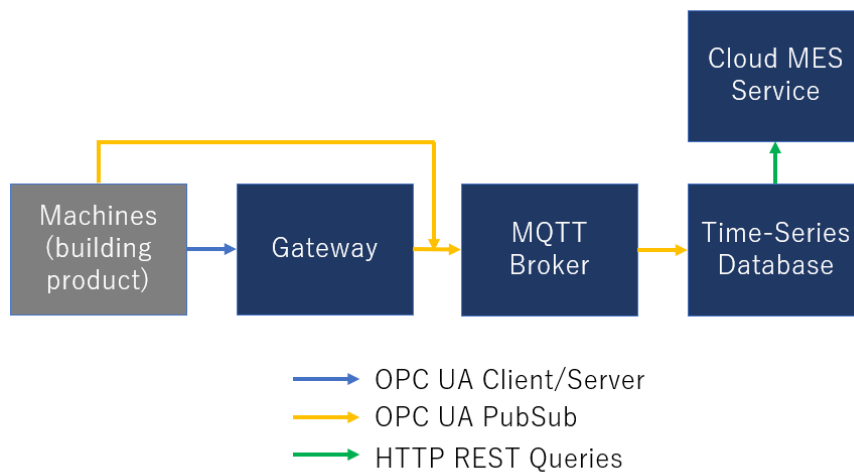 Cloud MES
Service
Machines
(building
product)
Gateway
MQTT
Broker
Time-Series
Database
OPC UA Client/Server
OPC UA PubSub
HTTP REST Queries